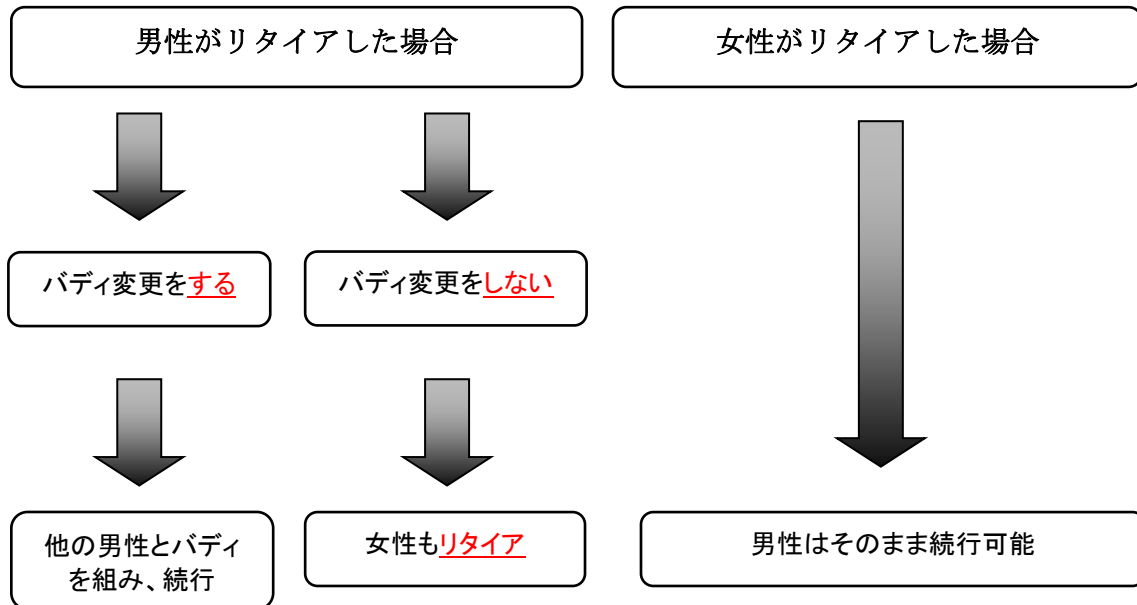 男性がリタイアした場合
女性がリタイアした場合
バディ変更をする
バディ変更をしない
他の男性とバディ
を組み、続行
女性もリタイア
男性はそのまま続行可能